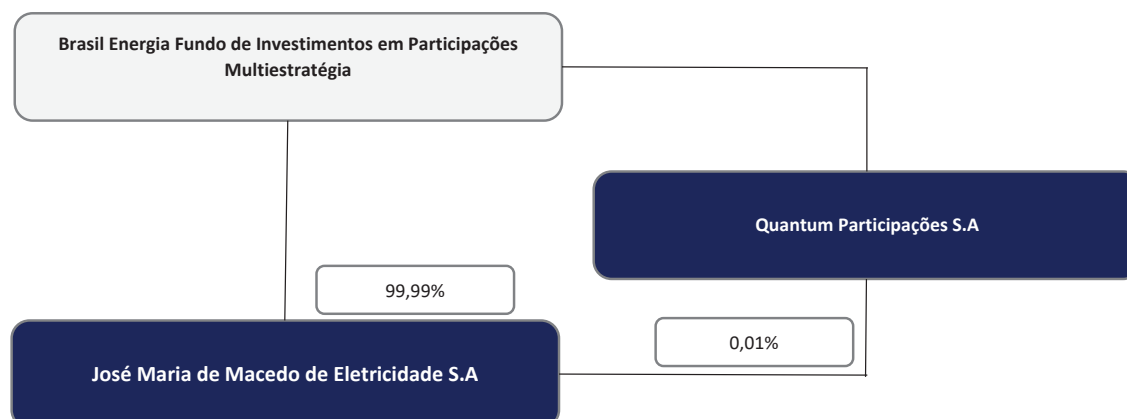 Brasil Energia Fundo de Investimentos em Participações
Multiestratégia
Quantum Participações S.A
99,99%
0,01%
José Maria de Macedo de Eletricidade S.A